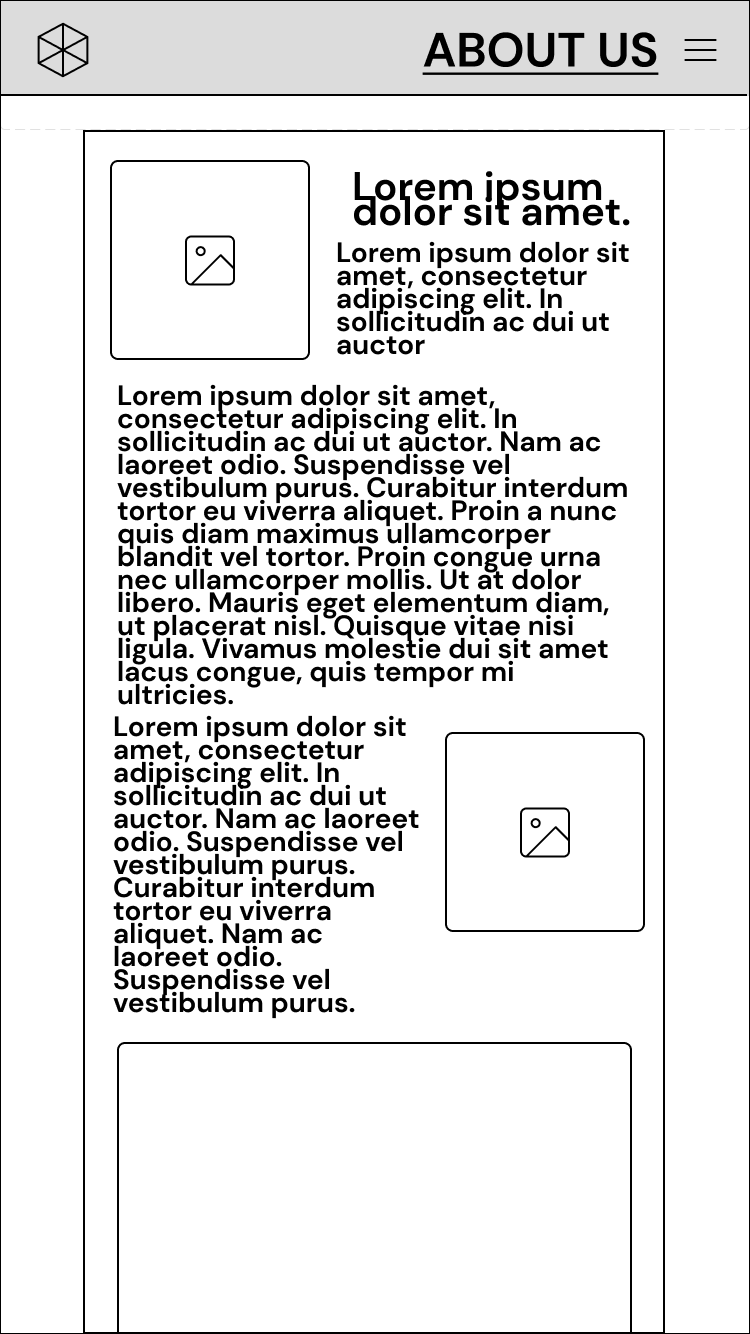 ABOUT US
Lorem ipsum
dolor sit amet.
Lorem ipsum dolor sit
amet, consectetur
adipiscing elit. In
sollicitudin ac dui ut
auctor
Lorem ipsum dolor sit amet,
consectetur adipiscing elit. In
sollicitudin ac dui ut auctor. Nam ac
laoreet odio. Suspendisse vel
vestibulum purus. Curabitur interdum
tortor eu viverra aliquet. Proin a nunc
quis diam maximus ullamcorper
blandit vel tortor. Proin congue urna
nec ullamcorper mollis. Ut at dolor
libero. Mauris eget elementum diam,
ut placerat nisl. Quisque vitae nisi
ligula. Vivamus molestie dui sit amet
lacus congue, quis tempor mi
ultricies.
Lorem ipsum dolor sit
amet, consectetur
adipiscing elit. In
sollicitudin ac dui ut
auctor. Nam ac laoreet
odio. Suspendisse vel
vestibulum purus.
Curabitur interdum
tortor eu viverra
aliquet. Nam ac
laoreet odio.
Suspendisse vel
vestibulum purus.